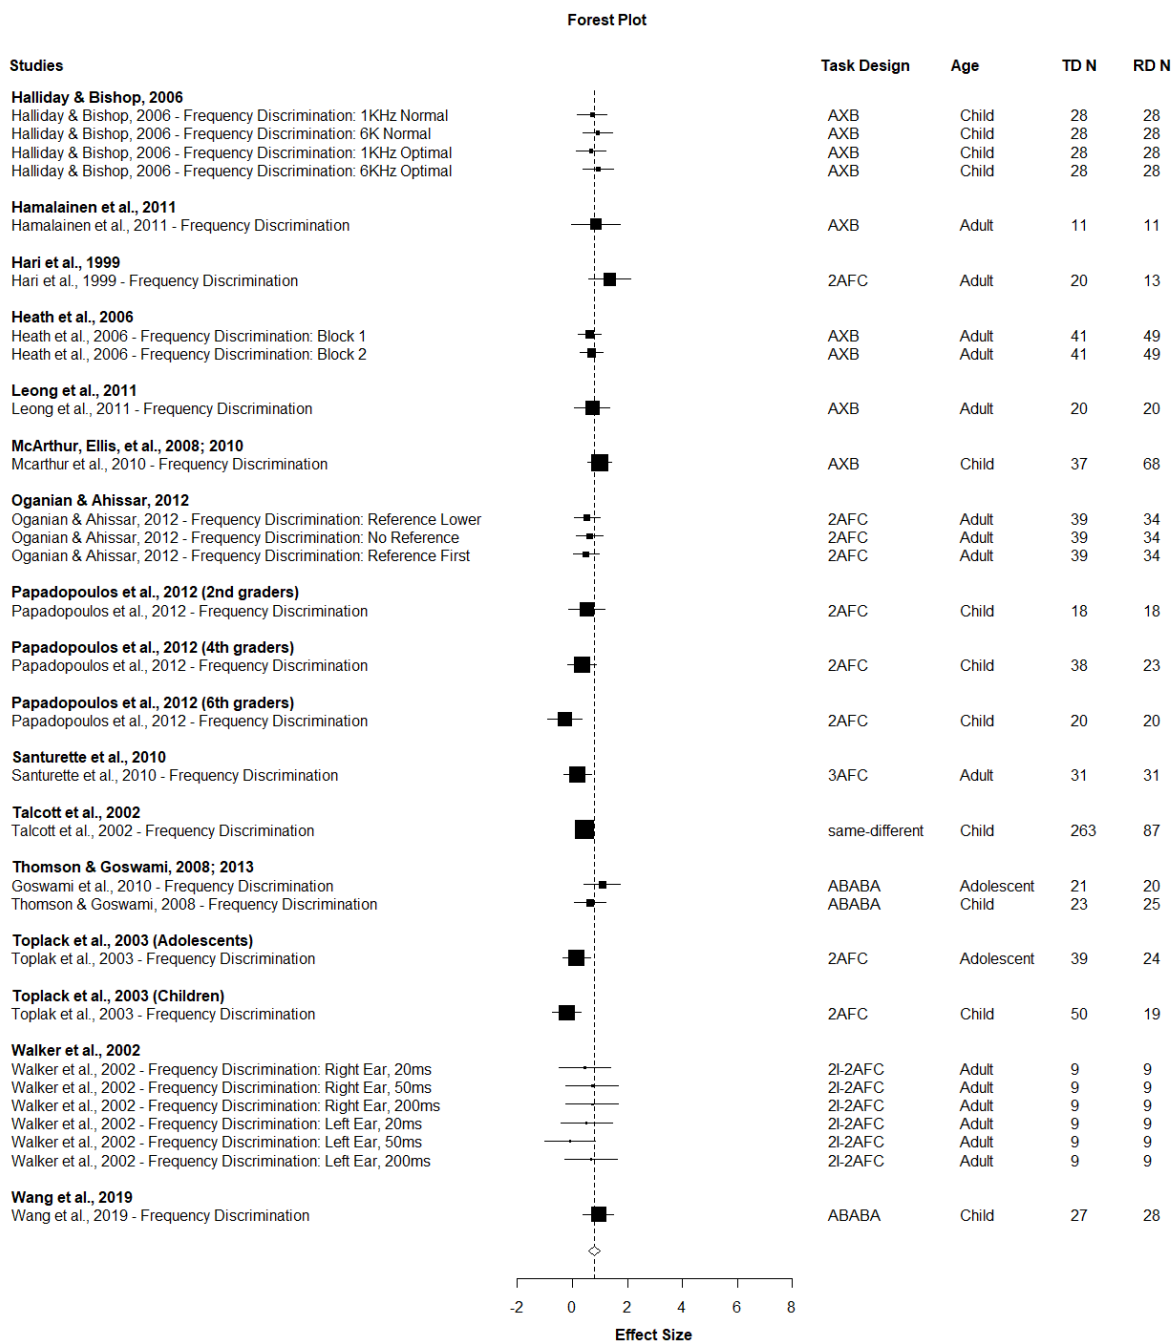 Forest Plot
Studies Task Design Age TD N RD N
Halliday & Bishop, 2006
Halliday & Bishop, 2006 - Frequency Discrimination: 1KHz Normal AXB Child 28 28
Halliday & Bishop, 2006 - Frequency Discrimination: 6K Normal AXB Child 28 28
Halliday & Bishop, 2006 - Frequency Discrimination: 1KHz Optimal AXB Child 28 28
Halliday & Bishop, 2006 - Frequency Discrimination: 6KHz Optimal AXB Child 28 28
Hamalainen et al., 2011
Hamalainen et al., 2011 - Frequency Discrimination AXB Adult 11 11
Hari et al., 1999
Hari et al., 1999 - Frequency Discrimination 2AFC Adult 20 13
Heath et al., 2006
Heath et al., 2006 - Frequency Discrimination: Block 1 AXB Adult 41 49
Heath et al., 2006 - Frequency Discrimination: Block 2 AXB Adult 41 49
Leong et al., 2011
Leong et al., 2011 - Frequency Discrimination AXB Adult 20 20
McArthur, Ellis, et al., 2008; 2010
Mcarthur et al., 2010 - Frequency Discrimination AXB Child 37 68
Oganian & Ahissar, 2012
Oganian & Ahissar, 2012 - Frequency Discrimination: Reference Lower 2AFC Adult 39 34
Oganian & Ahissar, 2012 - Frequency Discrimination: No Reference 2AFC Adult 39 34
Oganian & Ahissar, 2012 - Frequency Discrimination: Reference First 2AFC Adult 39 34
Papadopoulos et al., 2012 (2nd graders)
Papadopoulos et al., 2012 - Frequency Discrimination 2AFC Child 18 18
Papadopoulos et al., 2012 (4th graders)
Papadopoulos et al., 2012 - Frequency Discrimination 2AFC Child 38 23
Papadopoulos et al., 2012 (6th graders)
Papadopoulos et al., 2012 - Frequency Discrimination 2AFC Child 20 20
Santurette et al., 2010
Santurette et al., 2010 - Frequency Discrimination 3AFC Adult 31 31
Talcott et al., 2002
Talcott et al., 2002 - Frequency Discrimination same-different Child 263 87
Thomson & Goswami, 2008; 2013
Goswami et al., 2010 - Frequency Discrimination ABABA Adolescent 21 20
Thomson & Goswami, 2008 - Frequency Discrimination ABABA Child 23 25
Toplack et al., 2003 (Adolescents)
Toplak et al., 2003 - Frequency Discrimination 2AFC Adolescent 39 24
Toplack et al., 2003 (Children)
Toplak et al., 2003 - Frequency Discrimination 2AFC Child 50 19
Walker et al., 2002
Walker et al., 2002 - Frequency Discrimination: Right Ear, 20ms 2I-2AFC Adult 9 9
Walker et al., 2002 - Frequency Discrimination: Right Ear, 50ms 2I-2AFC Adult 9 9
Walker et al., 2002 - Frequency Discrimination: Right Ear, 200ms 2I-2AFC Adult 9 9
Walker et al., 2002 - Frequency Discrimination: Left Ear, 20ms 2I-2AFC Adult 9 9
Walker et al., 2002 - Frequency Discrimination: Left Ear, 50ms 2I-2AFC Adult 9 9
Walker et al., 2002 - Frequency Discrimination: Left Ear, 200ms 2I-2AFC Adult 9 9
Wang et al., 2019
Wang et al., 2019 - Frequency Discrimination ABABA Child 27 28
-2 0 2 4 6 8
Effect Size